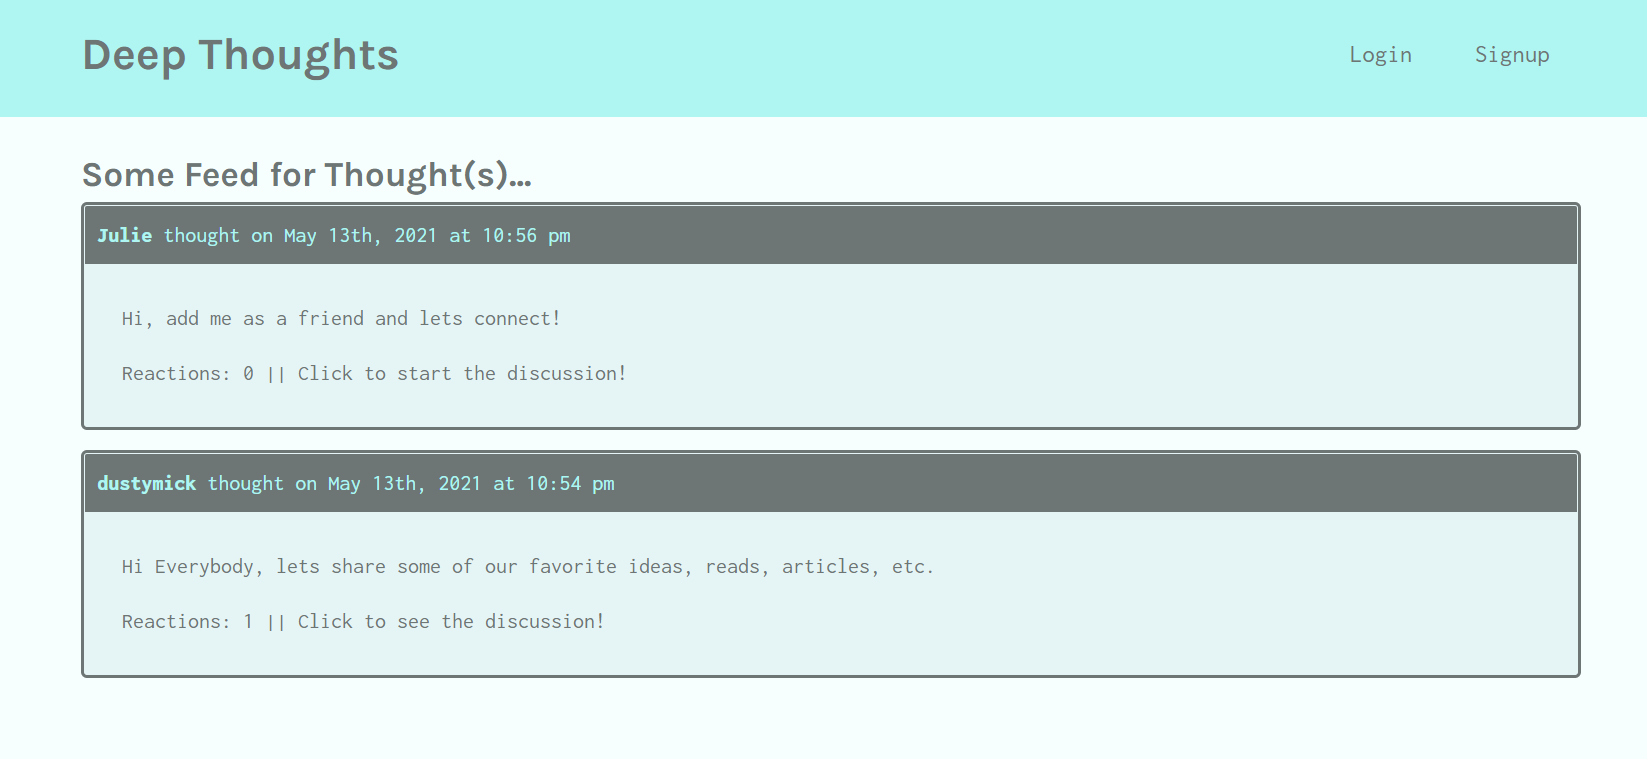 Deep Thoughts
Login
Signup
Some Feed for Thought(s)...
Julie thought on May 13th, 2021 at 10:56 pm
Hi, add me as a friend and lets connect!
Reactions: 0 || Click to start the discussion!
dustymick thought on May 13th, 2021 at 10:54 pm
Hi Everybody, lets share some of our favorite ideas, reads, articles, etc.
Reactions: 1 || Click to see the discussion!